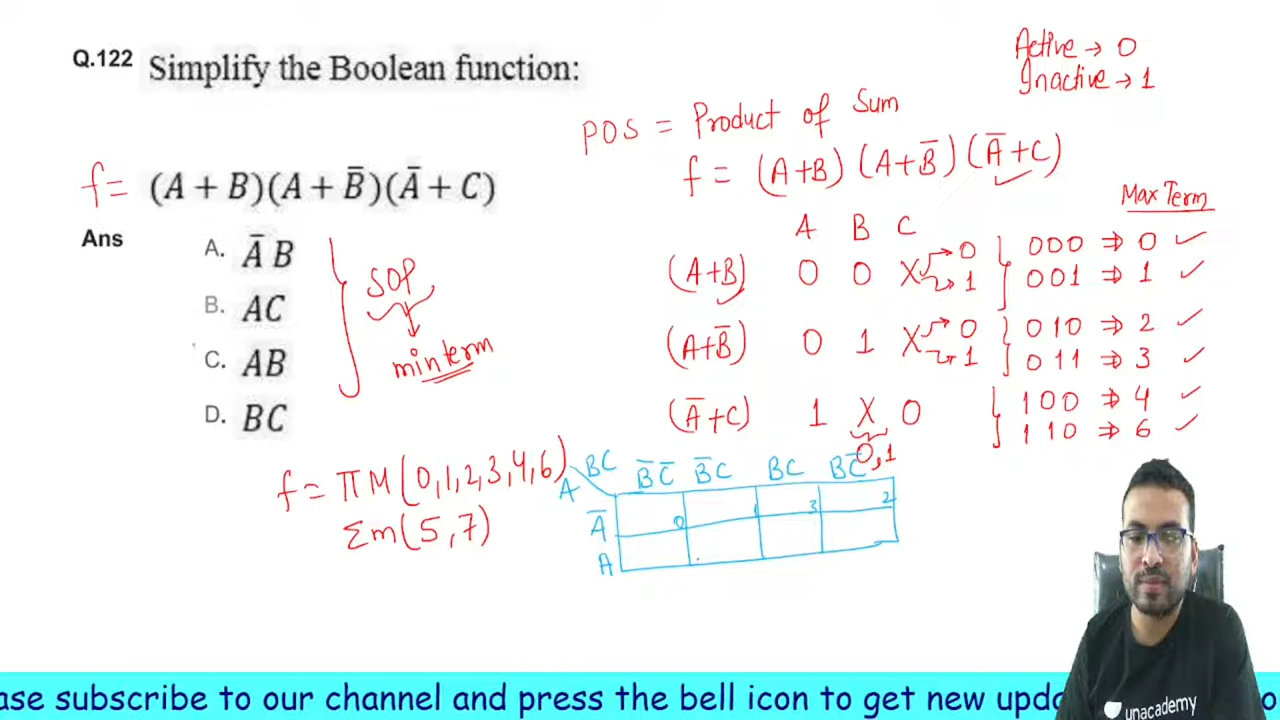 Q.122 Simplify the Boolean function:
f = (A + B)(A + B̅)(A̅ + C)
Ans
A. A̅ B
B. AC
C. AB
D. BC
SOP
minterm
Active → 0
Inactive → 1
POS = Product of Sum
f = (A+B) (A+B̅) (A̅+C)
Max Term
A B C
(A+B) 0 0 X → 0 000 ⇒ 0 ✓
→ 1 001 ⇒ 1 ✓
(A+B̅) 0 1 X → 0 010 ⇒ 2 ✓
→ 1 011 ⇒ 3 ✓
(A̅+C) 1 X 0 100 ⇒ 4 ✓
0,1 110 ⇒ 6 ✓
f = πM(0,1,2,3,4,6)
Σm(5,7)
BC B̅C̅ B̅C BC BC̅
A
A̅ 0 1 3 2
A
ase subscribe to our channel and press the bell icon to get new upda
unacademy